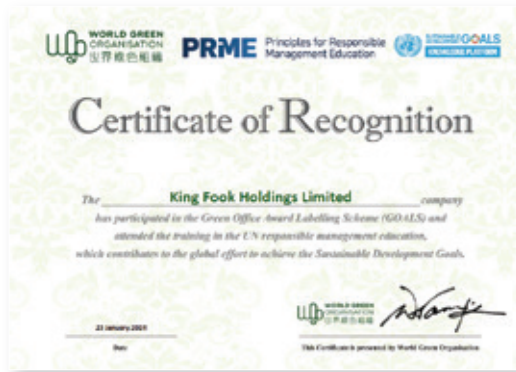 WORLD GREEN
ORGANISATION
世界綠色組織
PRME Principles for Responsible
Management Education
SUSTAINABLE
DEVELOPMENT GOALS
KNOWLEDGE PLATFORM
Certificate of Recognition
The King Fook Holdings Limited company
has participated in the Green Office Award Labelling Scheme (GOALS) and
attended the training in the UN responsible management education,
which contributes to the global effort to achieve the Sustainable Development Goals.
WORLD GREEN
ORGANISATION
世界綠色組織
January
Date
This Certificate is presented by World Green Organisation